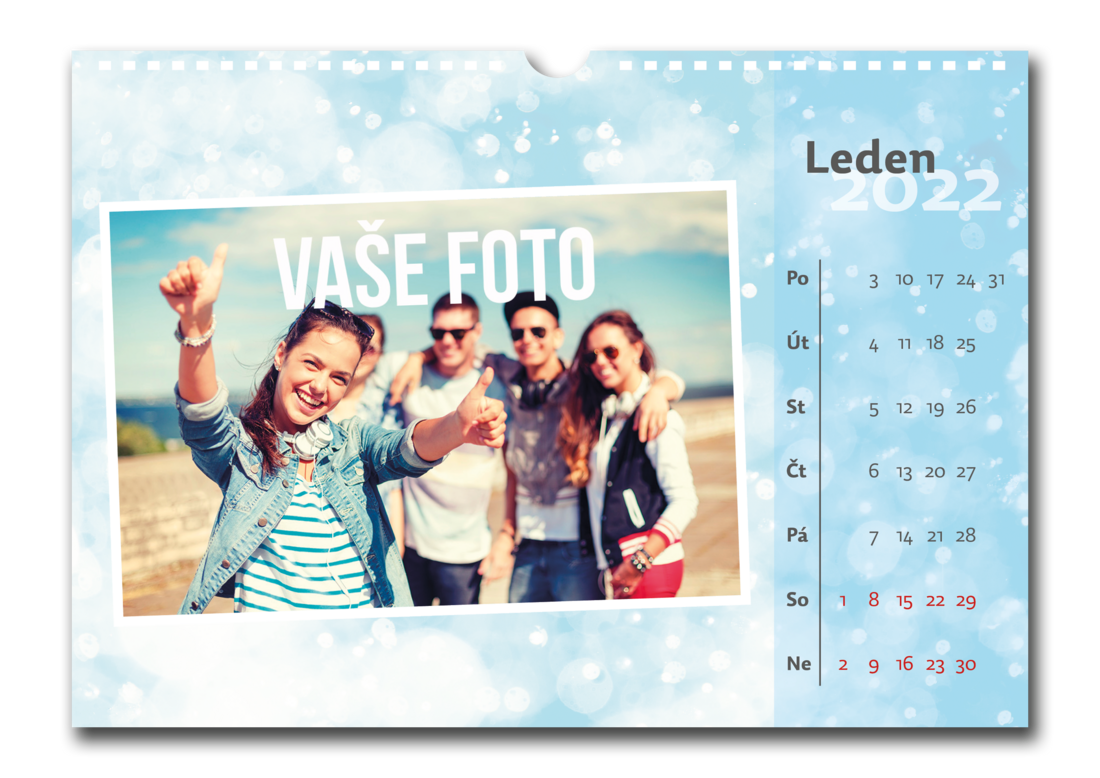 Leden
2022
VAŠE FOTO
Po 3 10 17 24 31
Út 4 11 18 25
St 5 12 19 26
Čt 6 13 20 27
Pá 7 14 21 28
So 1 8 15 22 29
Ne 2 9 16 23 30